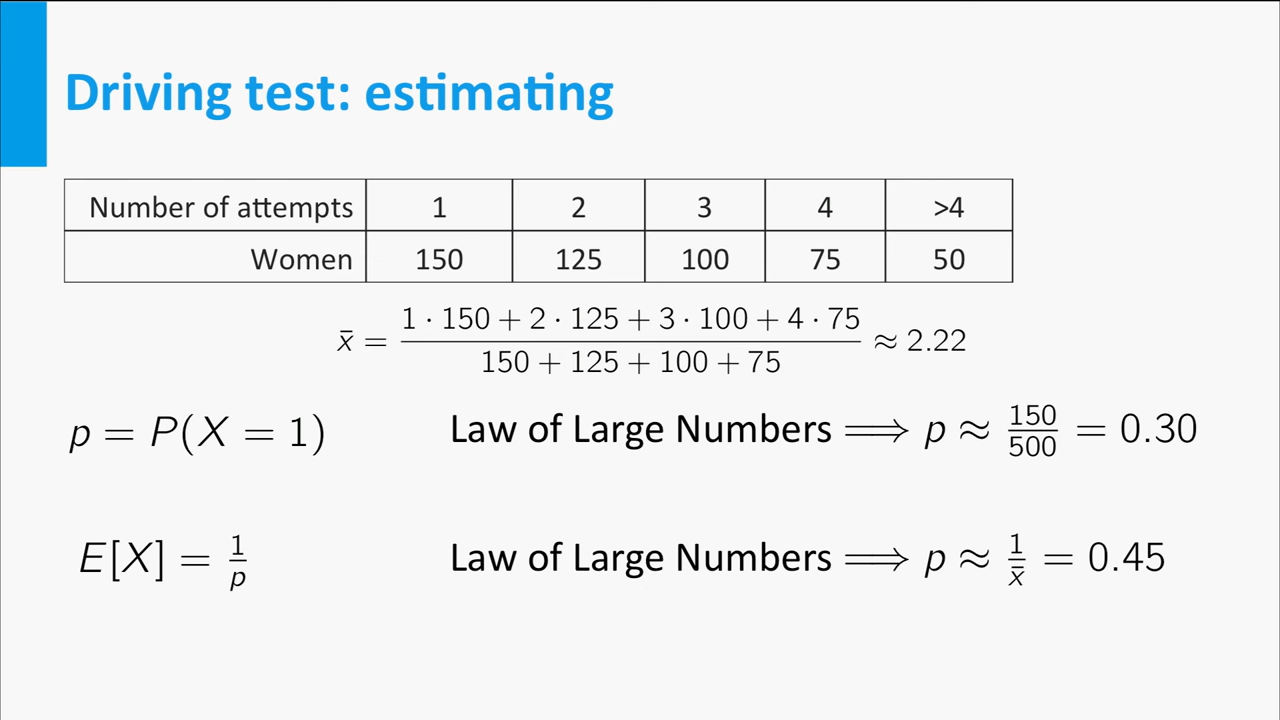 Driving test: estimating
Number of attempts 1 2 3 4 >4
Women 150 125 100 75 50
x̄ = (1 · 150 + 2 · 125 + 3 · 100 + 4 · 75) / (150 + 125 + 100 + 75) ≈ 2.22
p = P(X = 1) Law of Large Numbers ⟹ p ≈ 150/500 = 0.30
E[X] = 1/p Law of Large Numbers ⟹ p ≈ 1/x̄ = 0.45